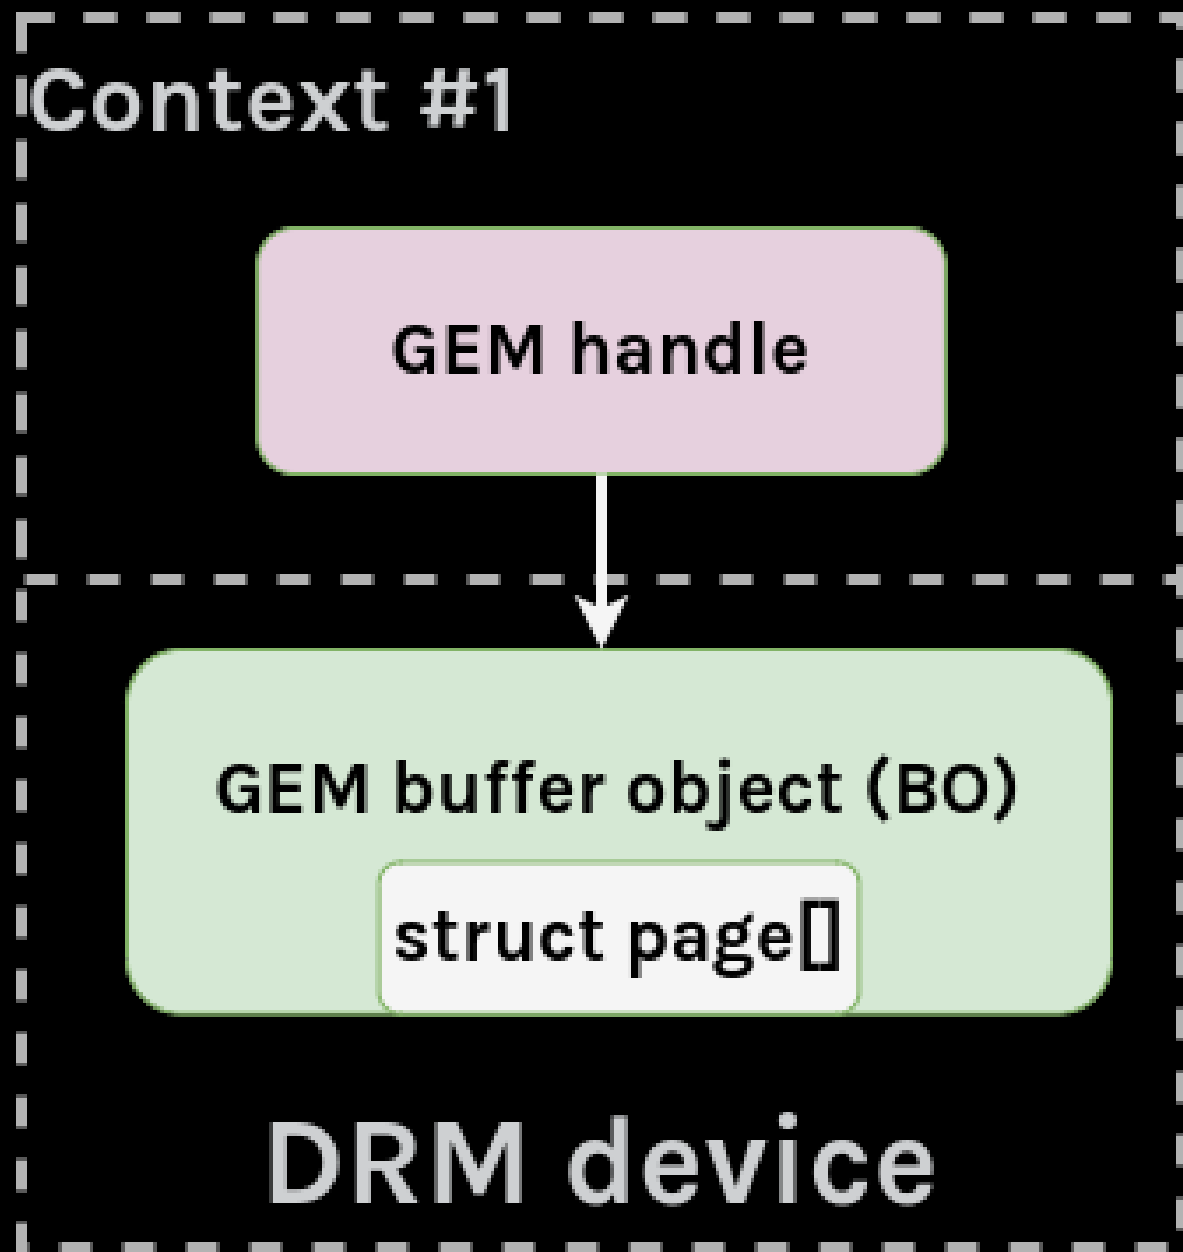 Context #1
GEM handle
GEM buffer object (BO)
struct page[]
DRM device